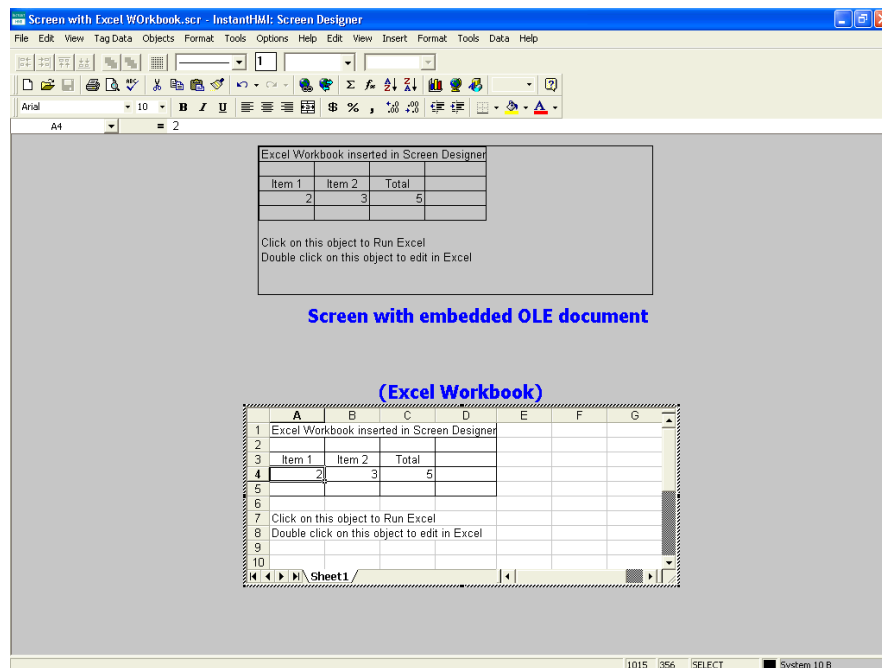 Screen with Excel WOrkbook.scr - InstantHMI: Screen Designer
File Edit View Tag Data Objects Format Tools Options Help Edit View Insert Format Tools Data Help
1
Arial 10 B I U $ % ,
A4 = 2
Excel Workbook inserted in Screen Designer
Item 1 Item 2 Total
2 3 5
Click on this object to Run Excel
Double click on this object to edit in Excel
Screen with embedded OLE document
(Excel Workbook)
A B C D E F G
1 Excel Workbook inserted in Screen Designer
2
3 Item 1 Item 2 Total
4 2 3 5
5
6
7 Click on this object to Run Excel
8 Double click on this object to edit in Excel
9
10
Sheet1
1015 356 SELECT System 10 B